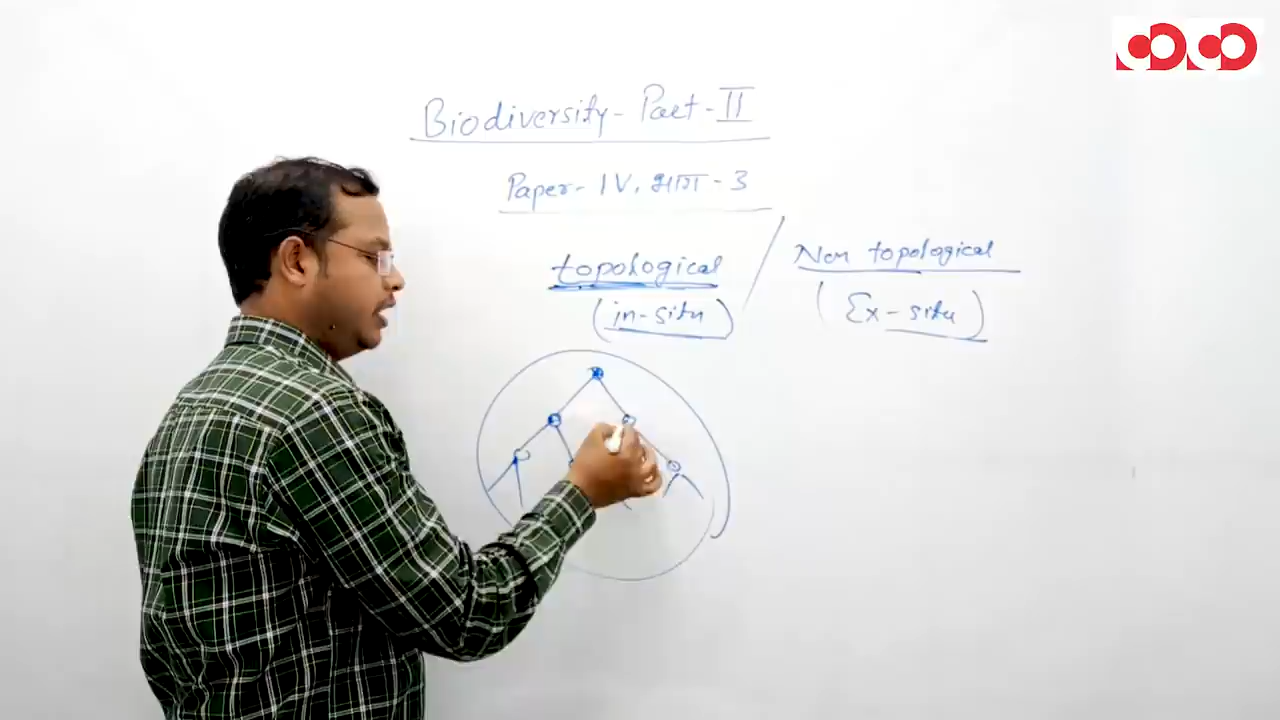 Biodiversity - Part - II
Paper - IV, भाग - 3
topological / Non topological
(in-situ) (Ex-situ)